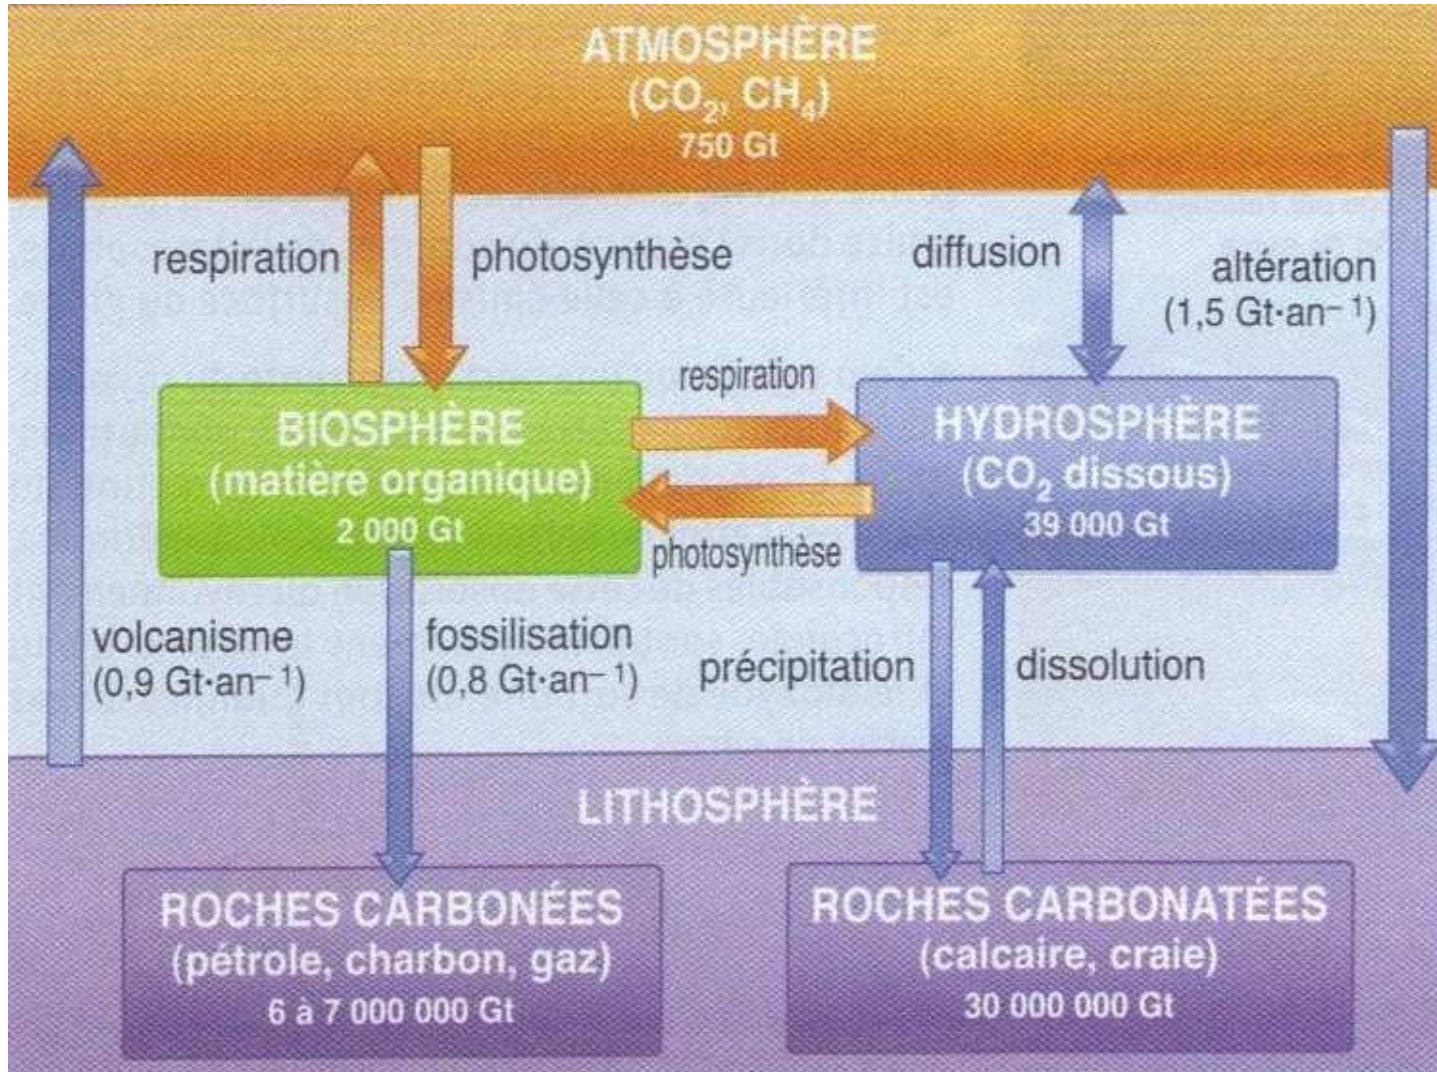 ATMOSPHÈRE
(CO₂, CH₄)
750 Gt
respiration
photosynthèse
diffusion
altération
(1,5 Gt·an⁻¹)
respiration
BIOSPHÈRE
(matière organique)
2 000 Gt
HYDROSPHÈRE
(CO₂ dissous)
39 000 Gt
photosynthèse
volcanisme
(0,9 Gt·an⁻¹)
fossilisation
(0,8 Gt·an⁻¹)
précipitation
dissolution
LITHOSPHÈRE
ROCHES CARBONÉES
(pétrole, charbon, gaz)
6 à 7 000 000 Gt
ROCHES CARBONATÉES
(calcaire, craie)
30 000 000 Gt